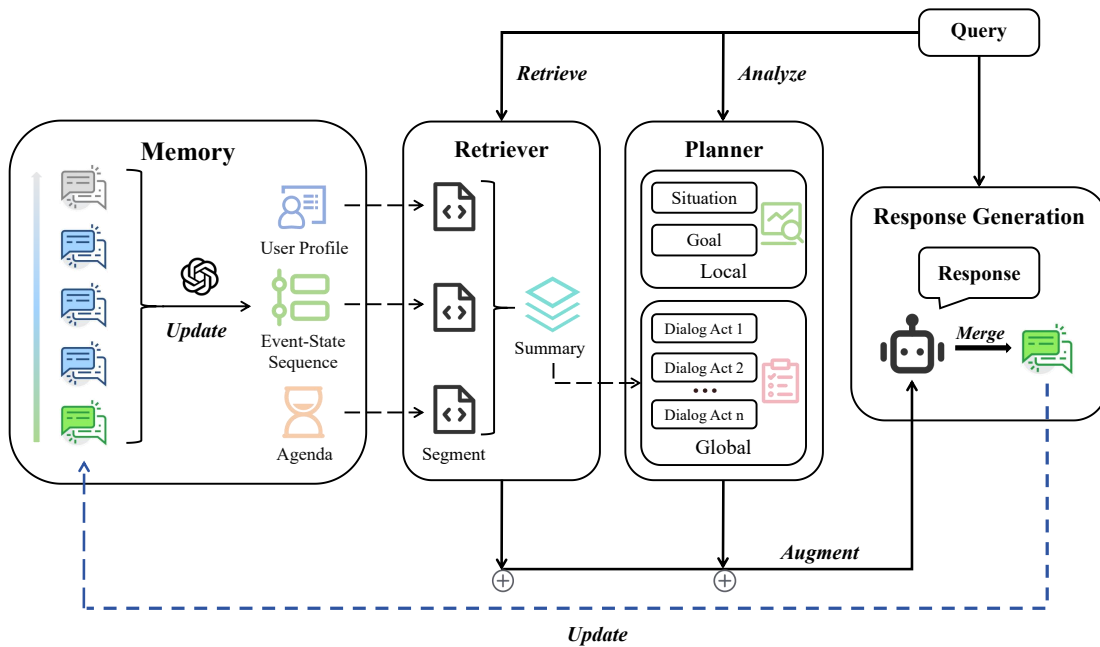 Query
Retrieve
Analyze
Memory
User Profile
Update
Event-State
Sequence
Agenda
Retriever
Summary
Segment
Planner
Situation
Goal
Local
Dialog Act 1
Dialog Act 2
...
Dialog Act n
Global
Response Generation
Response
Merge
Augment
Update